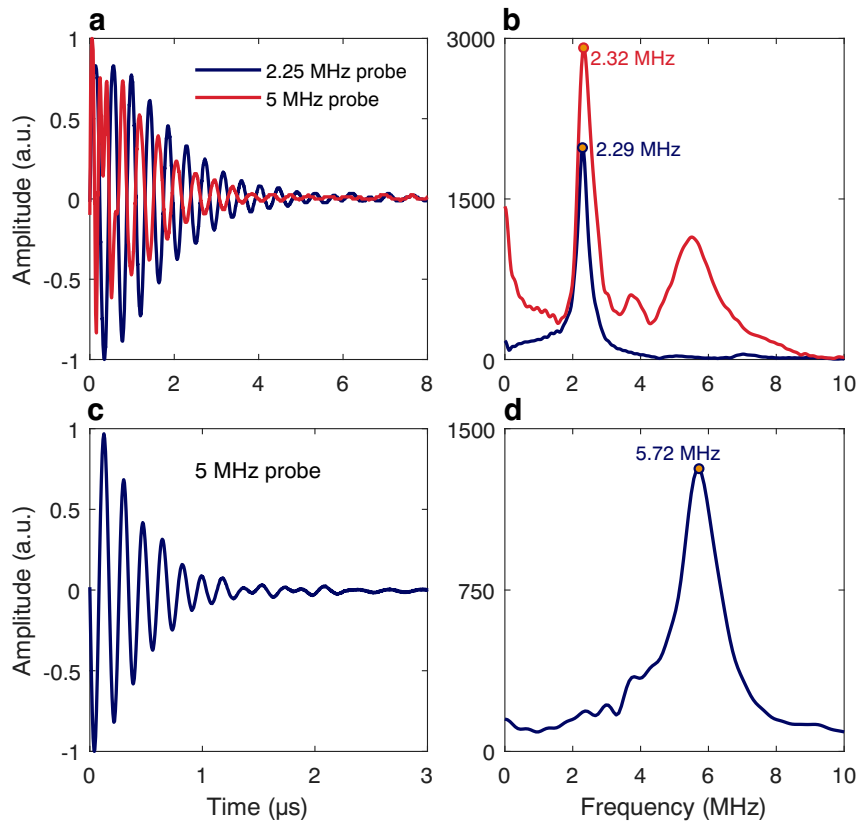 a
Amplitude (a.u.)
1
0.5
0
-0.5
-1
2.25 MHz probe
5 MHz probe
0 2 4 6 8
b
3000
1500
0
2.32 MHz
2.29 MHz
0 2 4 6 8 10
c
Amplitude (a.u.)
1
0.5
0
-0.5
-1
5 MHz probe
0 1 2 3
Time (µs)
d
1500
750
0
5.72 MHz
0 2 4 6 8 10
Frequency (MHz)